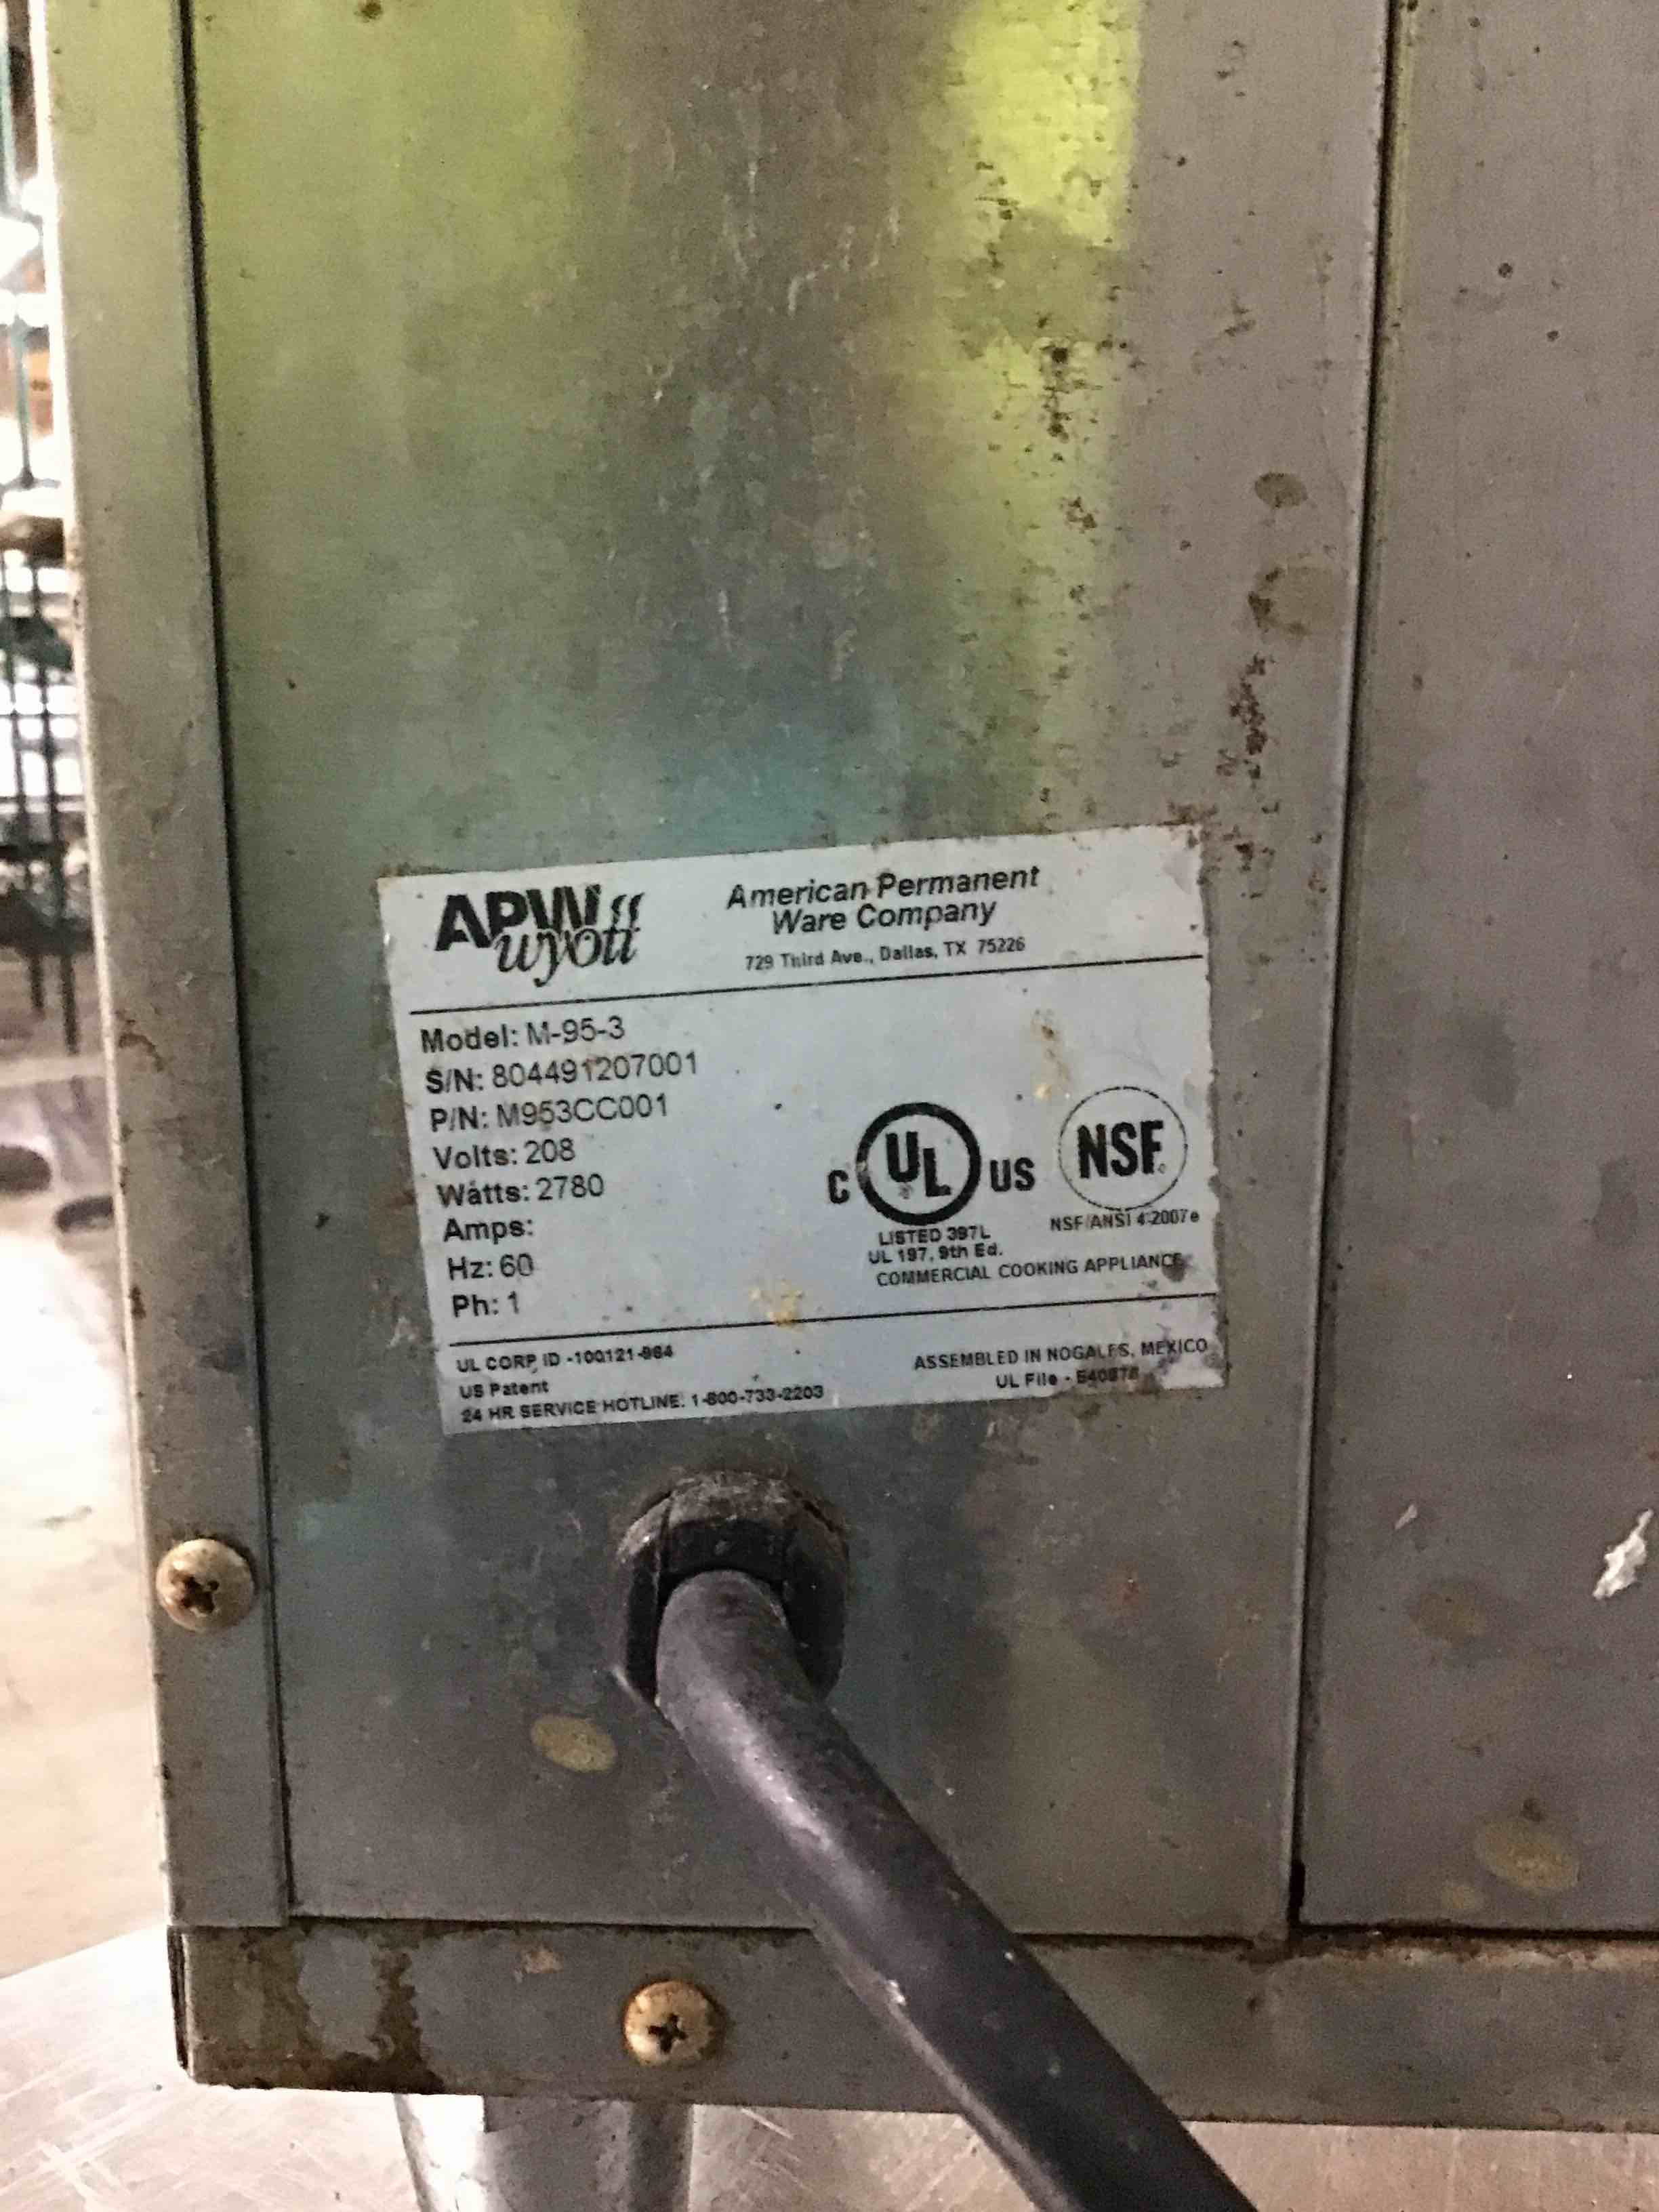 APW
wyott
American Permanent
Ware Company
729 Third Ave., Dallas, TX 75226
Model: M-95-3
S/N: 804491207001
P/N: M953CC001
Volts: 208
Watts: 2780
Amps:
Hz: 60
Ph: 1
C UL US
LISTED 397L
UL 197, 9th Ed.
NSF
NSF/ANSI 4-2007e
COMMERCIAL COOKING APPLIANCE
UL CORP ID -100121-984
US Patent
24 HR SERVICE HOTLINE: 1-800-733-2203
ASSEMBLED IN NOGALES, MEXICO
UL File -